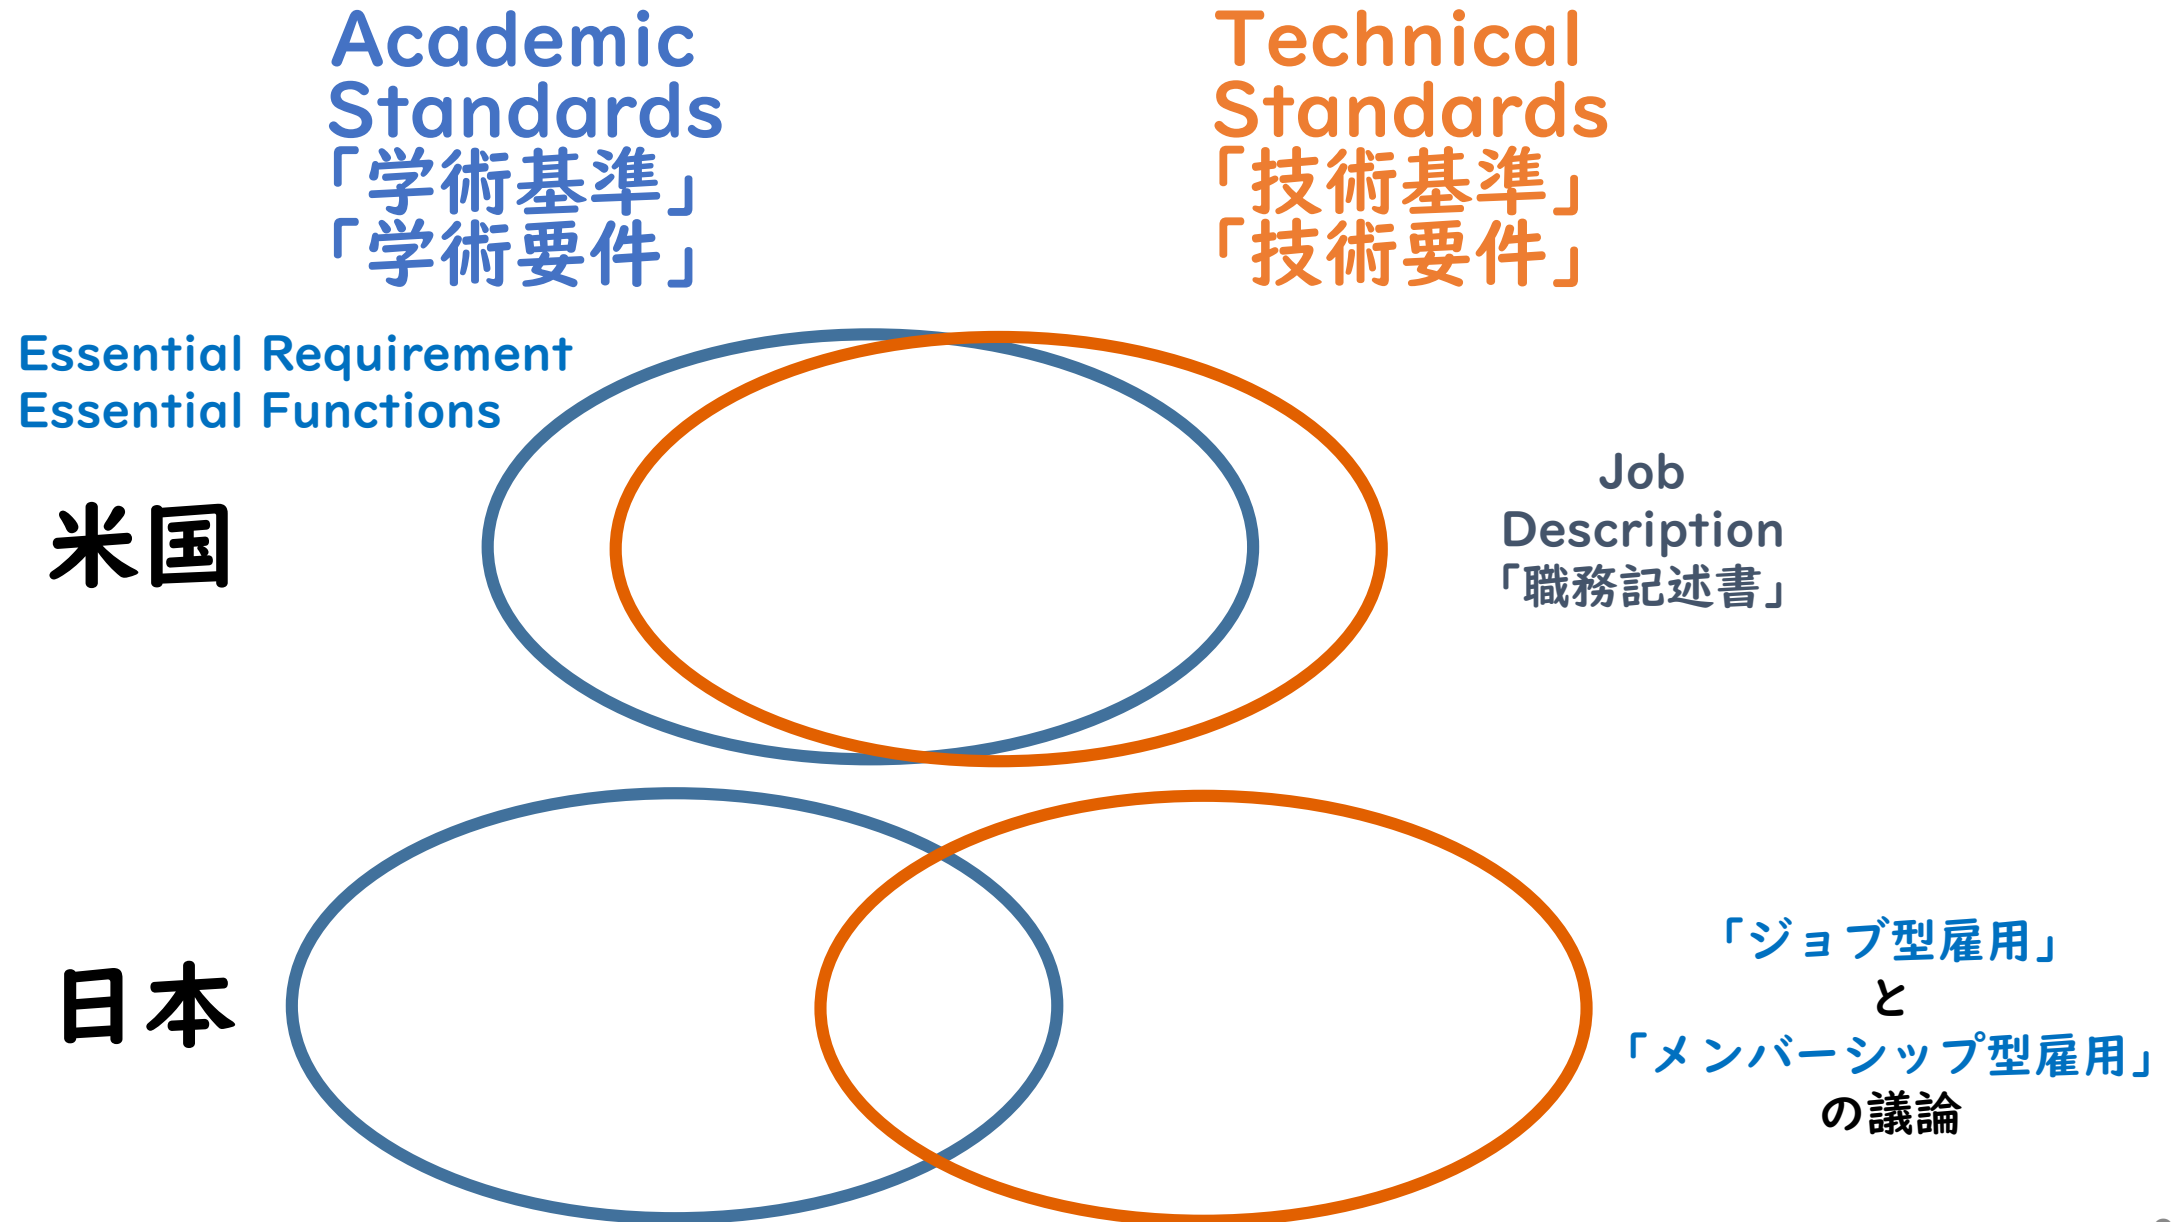 Academic
Standards
「学術基準」
「学術要件」
Technical
Standards
「技術基準」
「技術要件」
Essential Requirement
Essential Functions
米国
Job
Description
「職務記述書」
日本
「ジョブ型雇用」
と
「メンバーシップ型雇用」
の議論